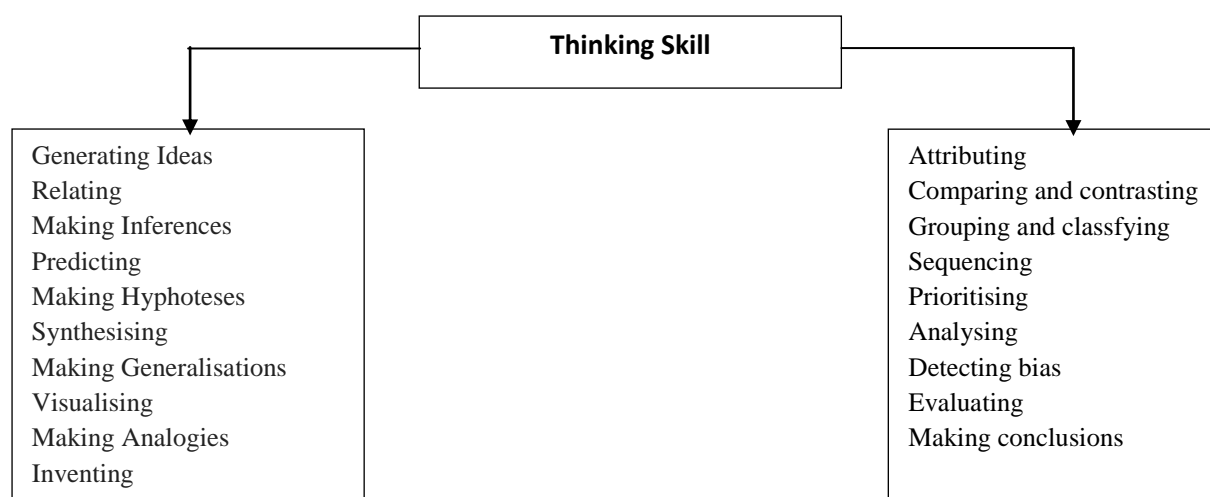 Thinking Skill
Generating Ideas
Relating
Making Inferences
Predicting
Making Hyphoteses
Synthesising
Making Generalisations
Visualising
Making Analogies
Inventing
Attributing
Comparing and contrasting
Grouping and classfying
Sequencing
Prioritising
Analysing
Detecting bias
Evaluating
Making conclusions